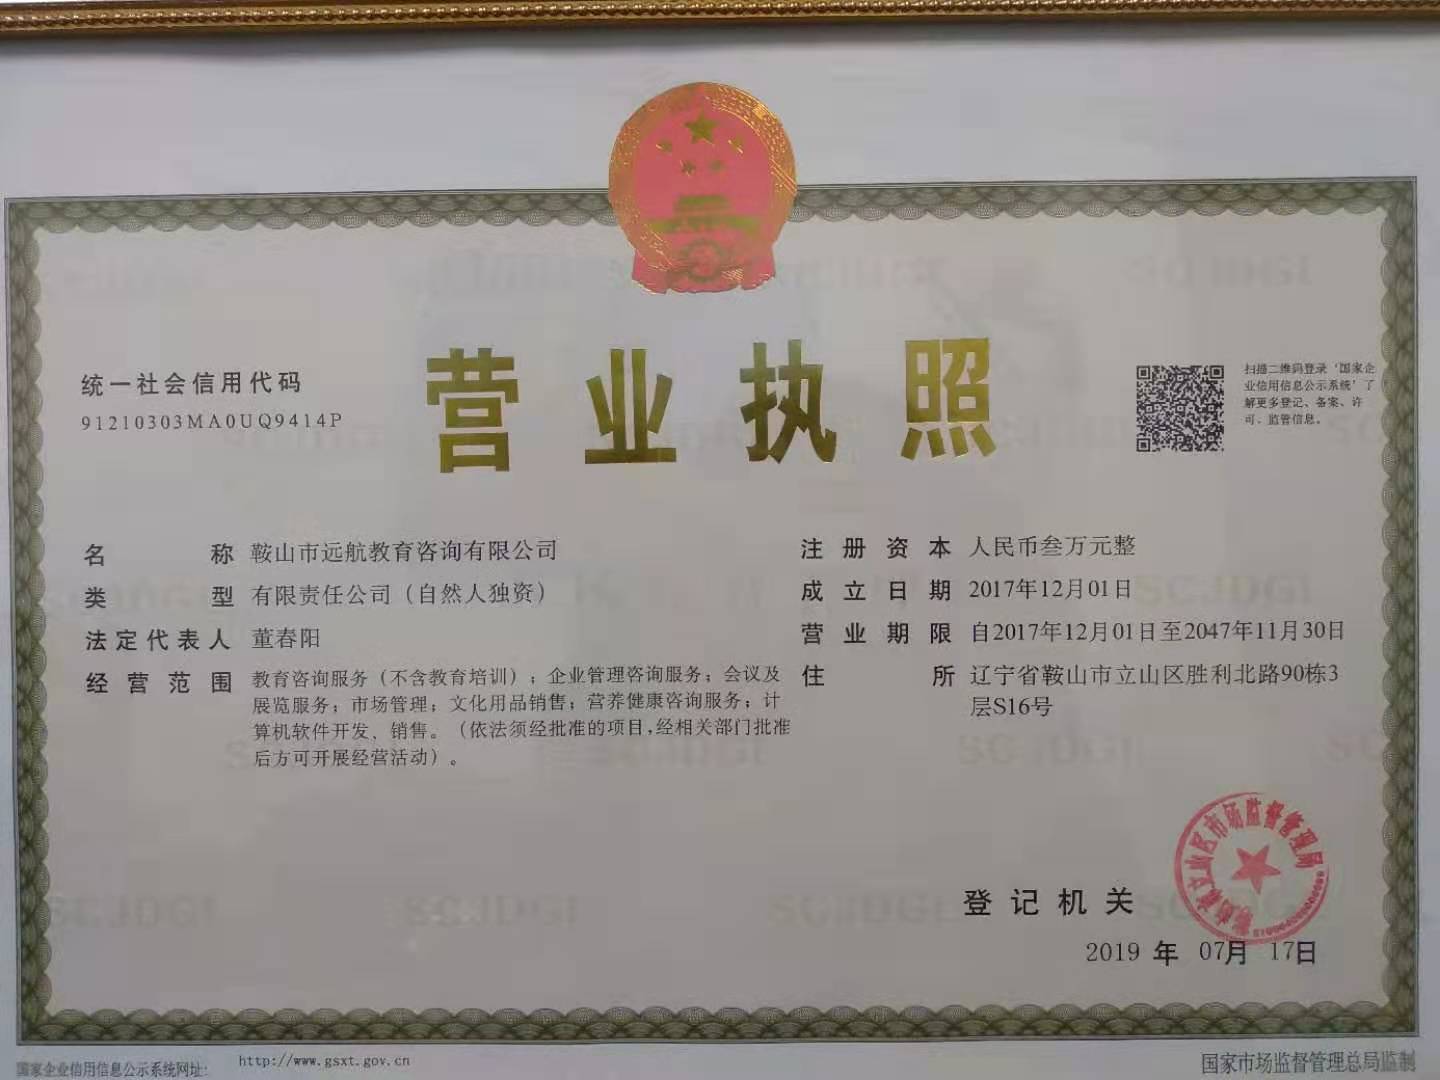 营业执照
统一社会信用代码
91210303MA0UQ9414P
扫描二维码登录‘国家企
业信用信息公示系统’了
解更多登记、备案、许
可、监管信息。
名称 鞍山市远航教育咨询有限公司
类型 有限责任公司（自然人独资）
法定代表人 董春阳
经营范围 教育咨询服务（不含教育培训）；企业管理咨询服务；会议及
展览服务；市场管理；文化用品销售；营养健康咨询服务；计
算机软件开发、销售。（依法须经批准的项目,经相关部门批准
后方可开展经营活动）。
注册资本 人民币叁万元整
成立日期 2017年12月01日
营业期限 自2017年12月01日至2047年11月30日
住所 辽宁省鞍山市立山区胜利北路90栋3
层S16号
鞍山市立山区市场监督管理局
登记机关
2019 年 07月 17日
国家企业信用信息公示系统网址: http://www.gsxt.gov.cn
国家市场监督管理总局监制